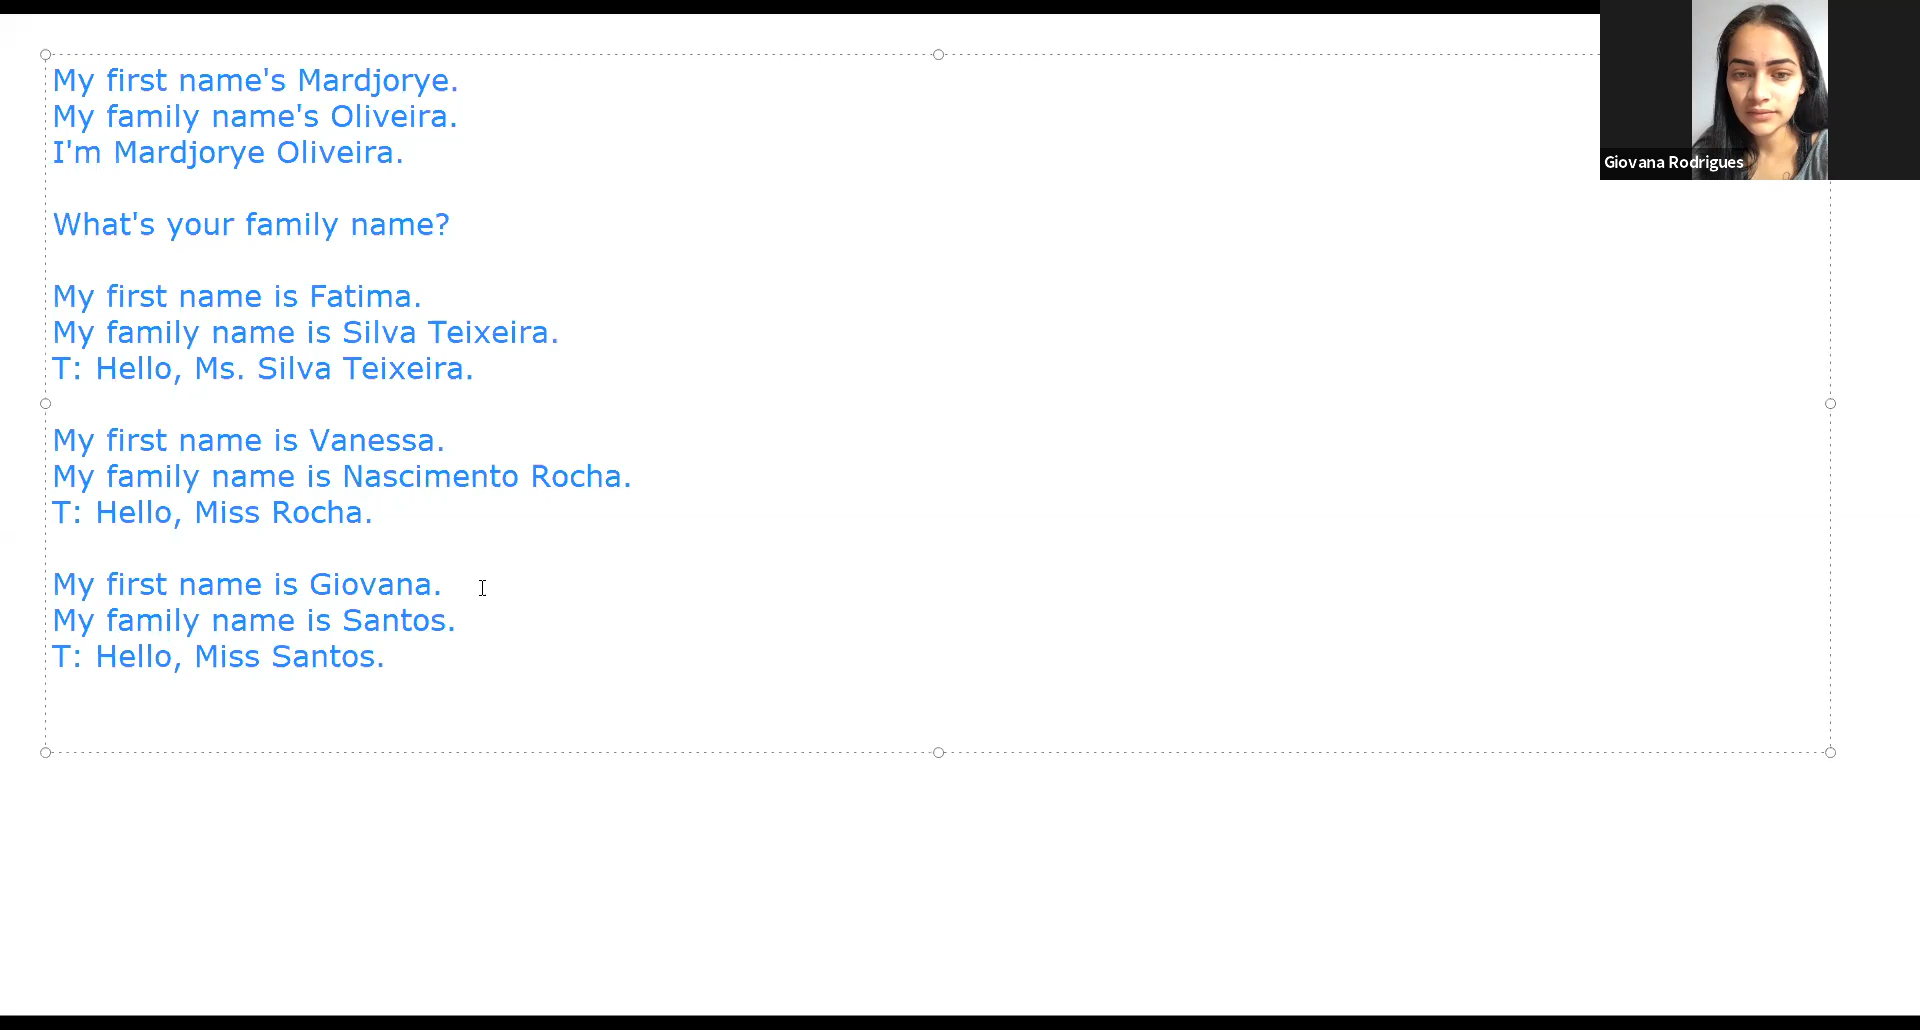 My first name's Mardjorye.
My family name's Oliveira.
I'm Mardjorye Oliveira.
What's your family name?
My first name is Fatima.
My family name is Silva Teixeira.
T: Hello, Ms. Silva Teixeira.
My first name is Vanessa.
My family name is Nascimento Rocha.
T: Hello, Miss Rocha.
My first name is Giovana.
My family name is Santos.
T: Hello, Miss Santos.
Giovana Rodrigues